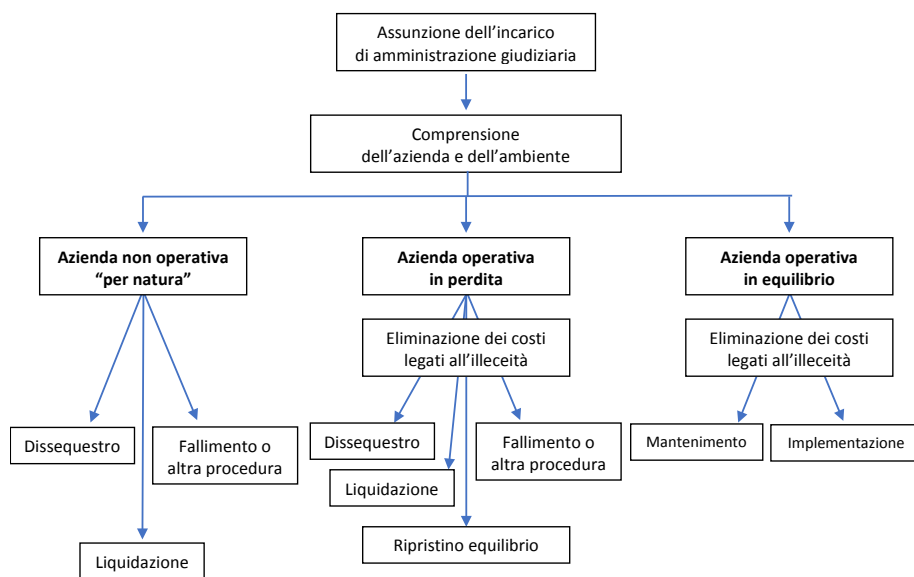 Assunzione dell'incarico
di amministrazione giudiziaria
Comprensione
dell'azienda e dell'ambiente
Azienda non operativa
"per natura"
Azienda operativa
in perdita
Azienda operativa
in equilibrio
Eliminazione dei costi
legati all'illeceità
Eliminazione dei costi
legati all'illeceità
Dissequestro
Fallimento o
altra procedura
Liquidazione
Dissequestro
Liquidazione
Fallimento o
altra procedura
Ripristino equilibrio
Mantenimento
Implementazione